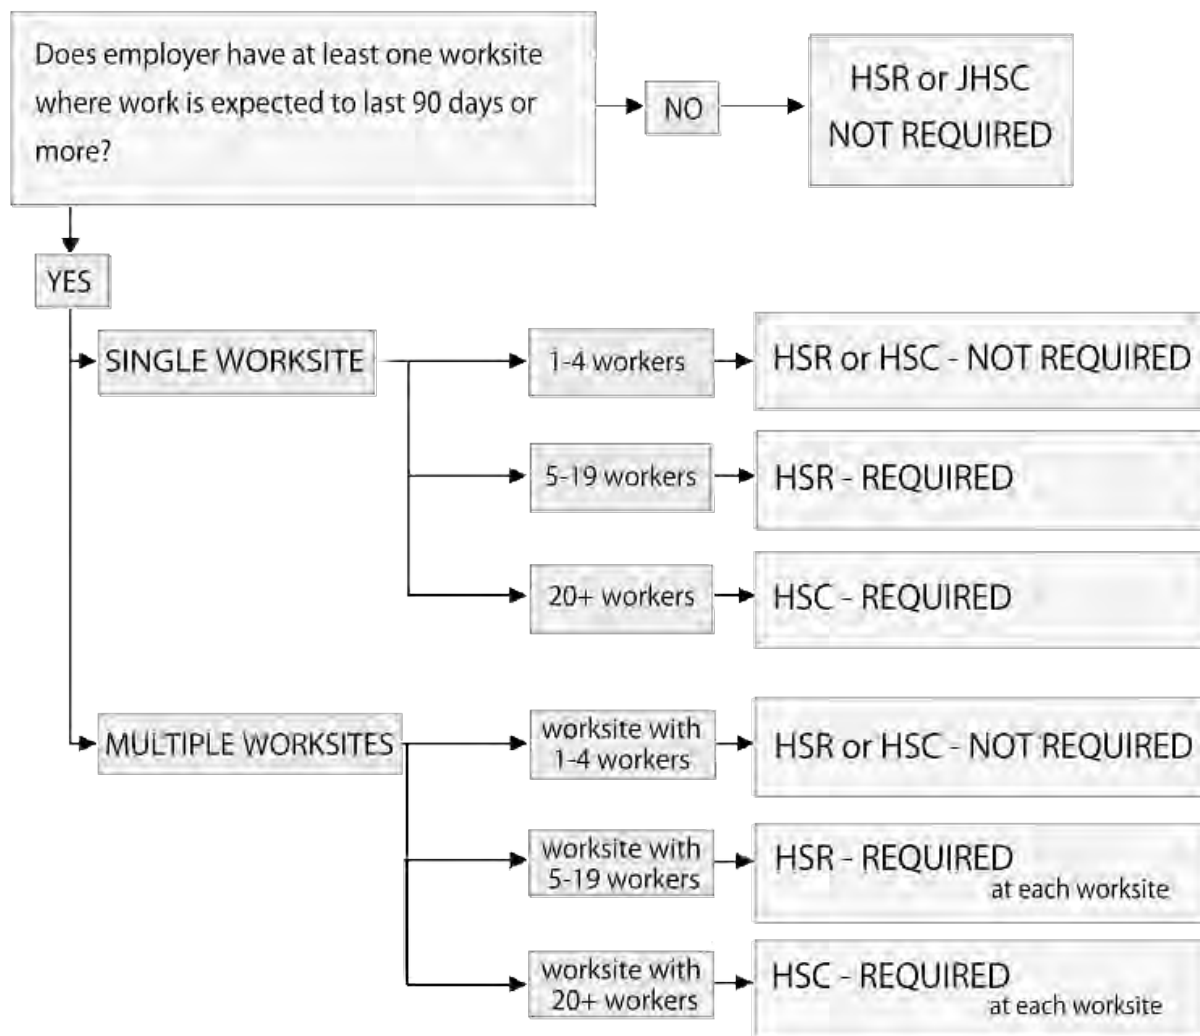 Does employer have at least one worksite
where work is expected to last 90 days or
more?
NO
HSR or JHSC
NOT REQUIRED
YES
SINGLE WORKSITE
1-4 workers
HSR or HSC - NOT REQUIRED
5-19 workers
HSR - REQUIRED
20+ workers
HSC - REQUIRED
MULTIPLE WORKSITES
worksite with
1-4 workers
HSR or HSC - NOT REQUIRED
worksite with
5-19 workers
HSR - REQUIRED
at each worksite
worksite with
20+ workers
HSC - REQUIRED
at each worksite